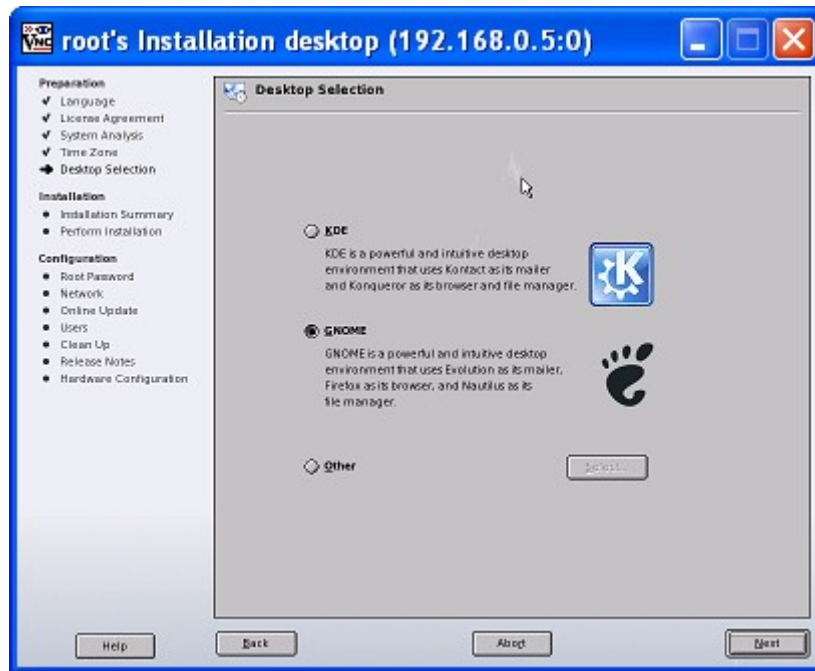 root's Installation desktop (192.168.0.5:0)
Preparation
Language
License Agreement
System Analysis
Time Zone
Desktop Selection
Installation
Installation Summary
Perform Installation
Configuration
Root Password
Network
Online Update
Users
Clean Up
Release Notes
Hardware Configuration
Help
Desktop Selection
KDE
KDE is a powerful and intuitive desktop
environment that uses Kontact as its mailer
and Konqueror as its browser and file manager.
GNOME
GNOME is a powerful and intuitive desktop
environment that uses Evolution as its mailer,
Firefox as its browser, and Nautilus as its
file manager.
Other
Select...
Back
Abort
Next
VNC
K